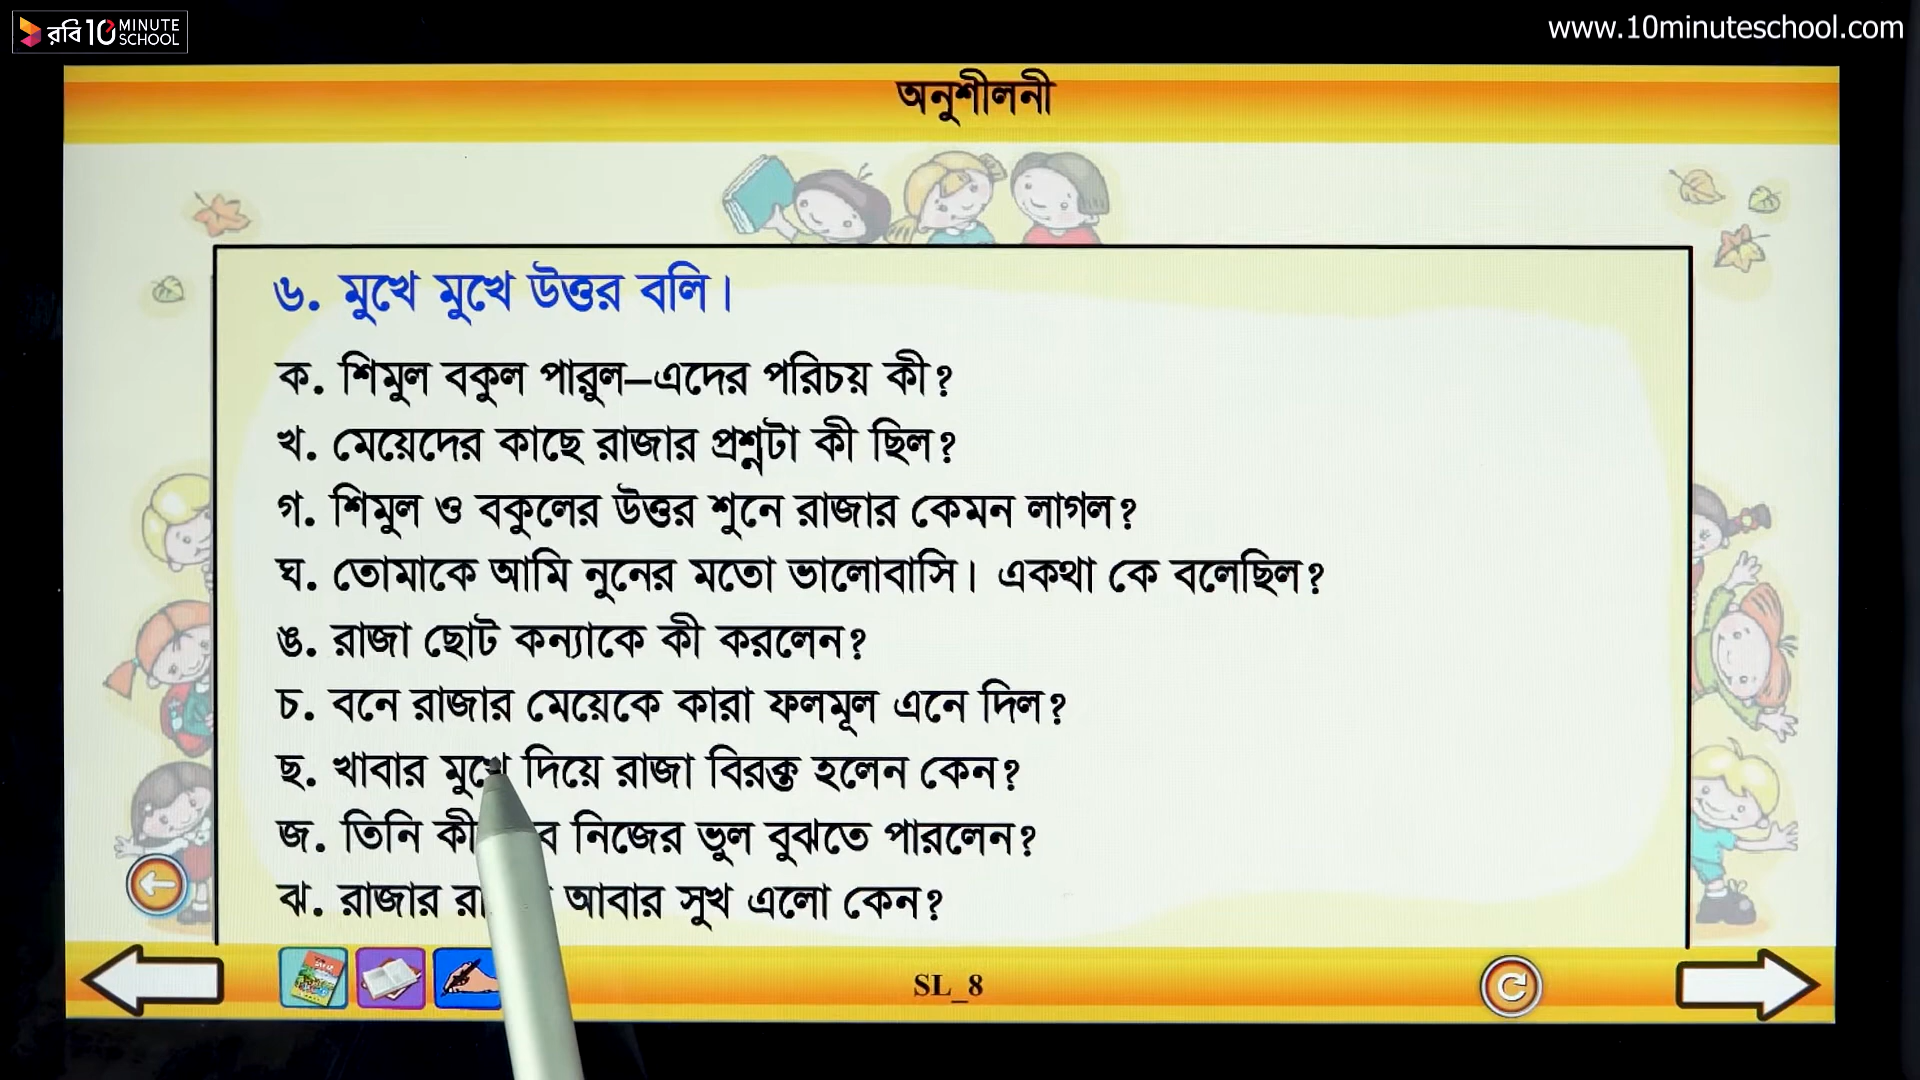 রবি 10 MINUTE SCHOOL
www.10minuteschool.com
অনুশীলনী
৬. মুখে মুখে উত্তর বলি।
ক. শিমুল বকুল পারুল–এদের পরিচয় কী?
খ. মেয়েদের কাছে রাজার প্রশ্নটা কী ছিল?
গ. শিমুল ও বকুলের উত্তর শুনে রাজার কেমন লাগল?
ঘ. তোমাকে আমি নুনের মতো ভালোবাসি। একথা কে বলেছিল?
ঙ. রাজা ছোট কন্যাকে কী করলেন?
চ. বনে রাজার মেয়েকে কারা ফলমূল এনে দিল?
ছ. খাবার মুখে দিয়ে রাজা বিরক্ত হলেন কেন?
জ. তিনি নিজের ভুল বুঝতে পারলেন?
ঝ. রাজার আবার সুখ এলো কেন?
SL_8